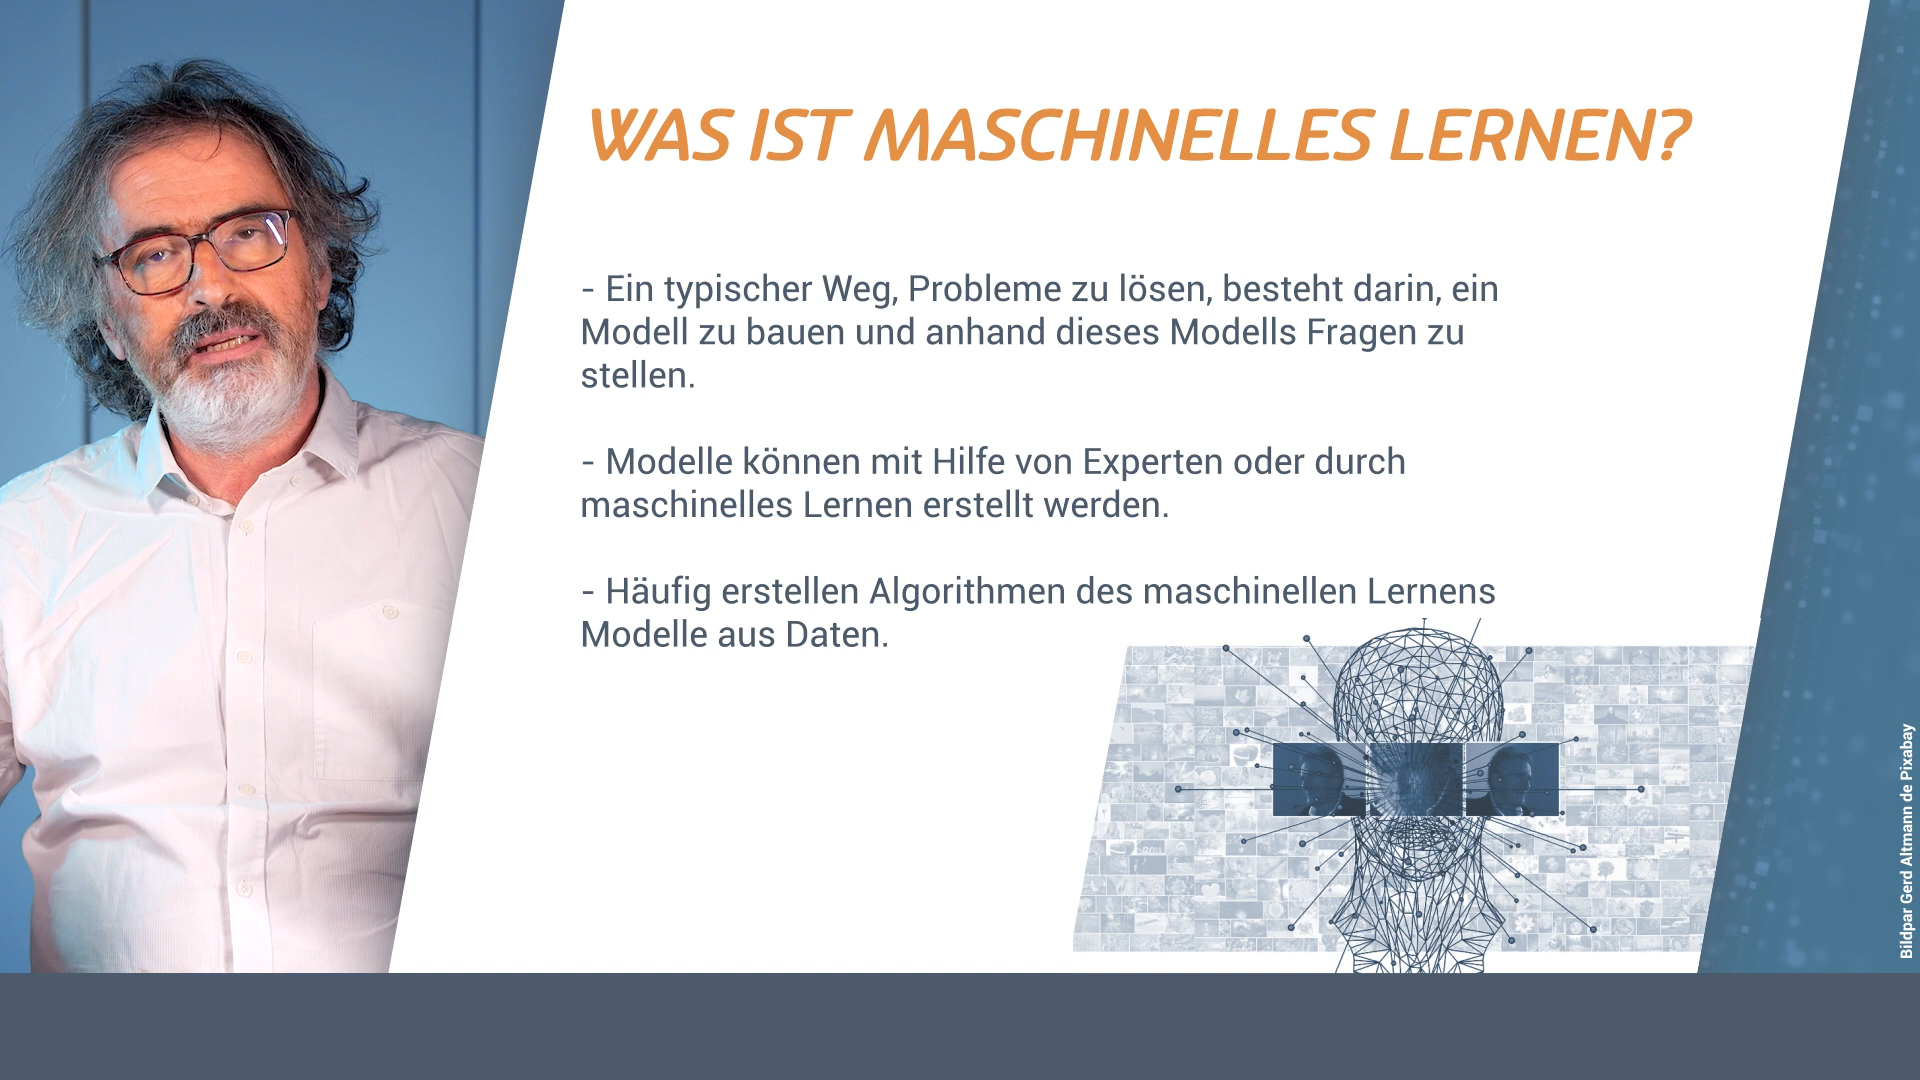 WAS IST MASCHINELLES LERNEN?
- Ein typischer Weg, Probleme zu lösen, besteht darin, ein
Modell zu bauen und anhand dieses Modells Fragen zu
stellen.
- Modelle können mit Hilfe von Experten oder durch
maschinelles Lernen erstellt werden.
- Häufig erstellen Algorithmen des maschinellen Lernens
Modelle aus Daten.
Bildpar Gerd Altmann de Pixabay